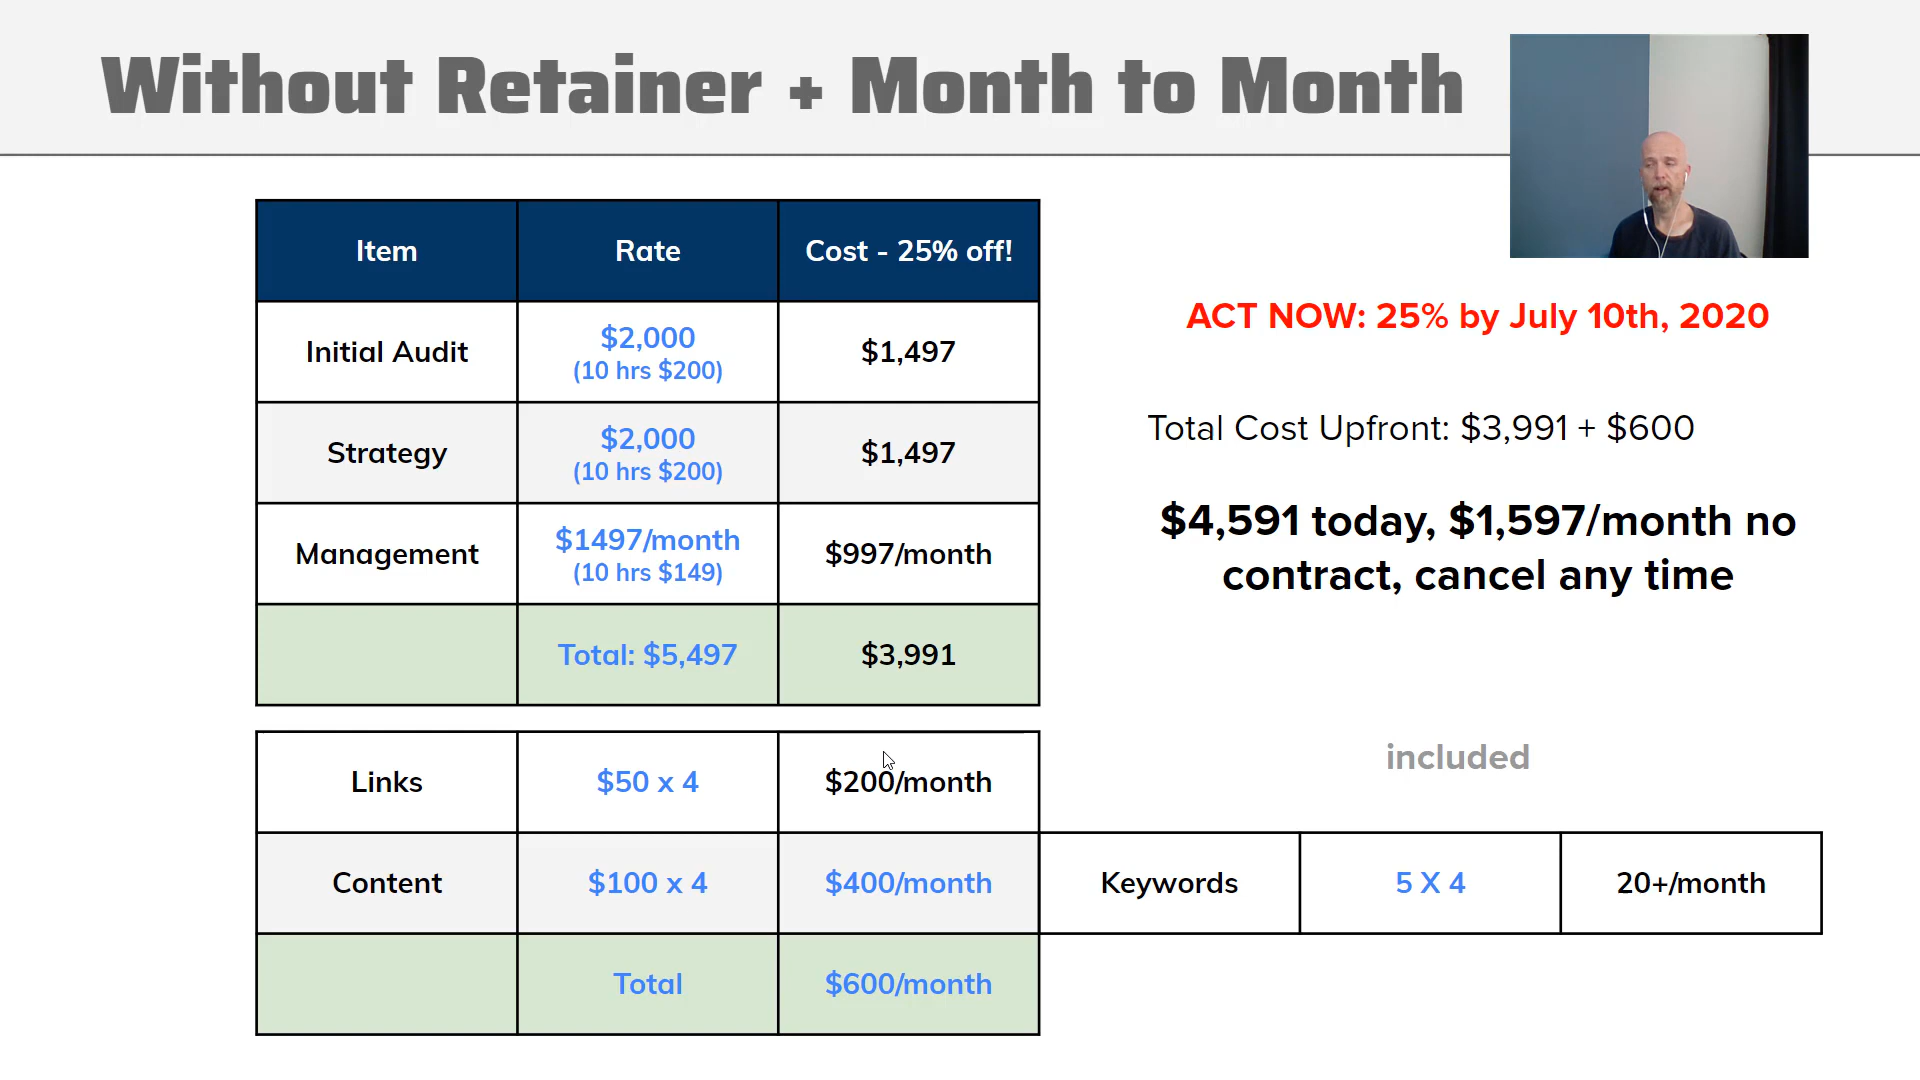 Without Retainer + Month to Month
Item Rate Cost - 25% off!
Initial Audit $2,000 (10 hrs $200) $1,497
Strategy $2,000 (10 hrs $200) $1,497
Management $1497/month (10 hrs $149) $997/month
Total: $5,497 $3,991
ACT NOW: 25% by July 10th, 2020
Total Cost Upfront: $3,991 + $600
$4,591 today, $1,597/month no
contract, cancel any time
Links $50 x 4 $200/month
included
Content $100 x 4 $400/month Keywords 5 X 4 20+/month
Total $600/month